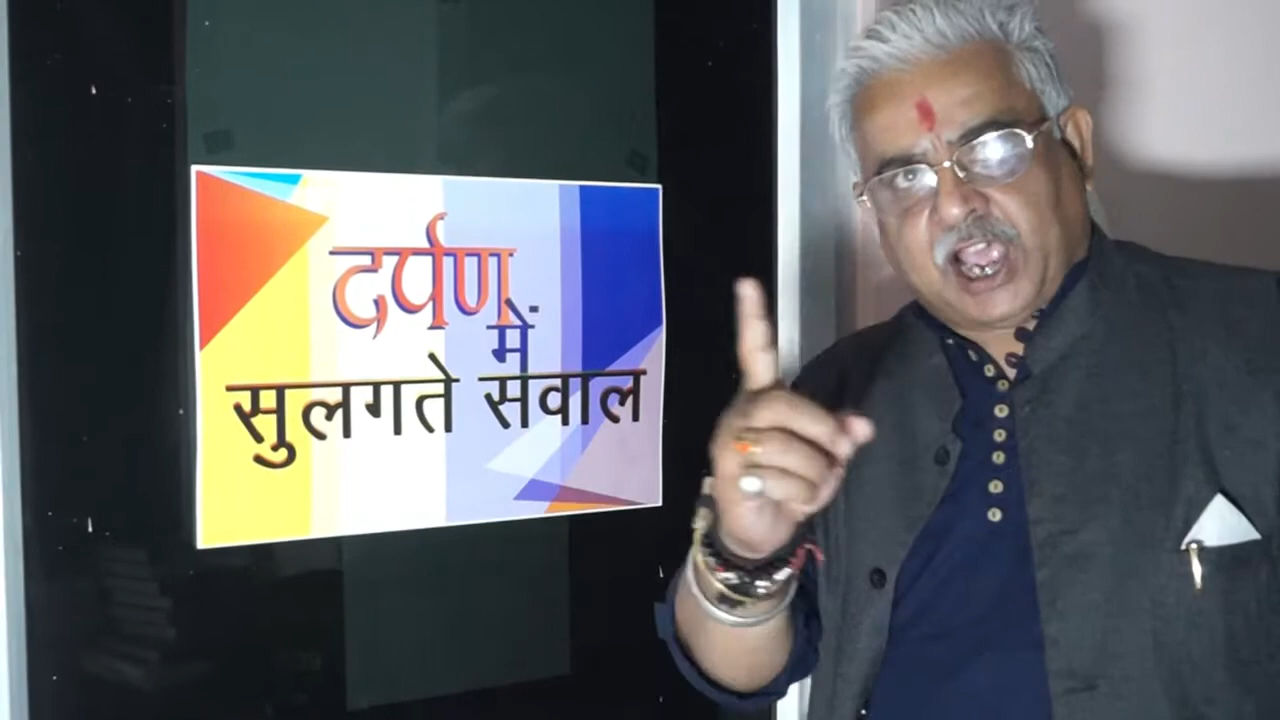 दर्पण
में
सुलगते सवाल